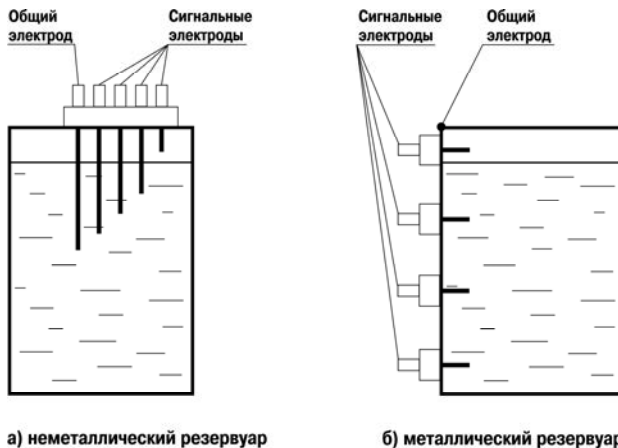 Общий
электрод
Сигнальные
электроды
Сигнальные
электроды
Общий
электрод
а) неметаллический резервуар
б) металлический резервуар